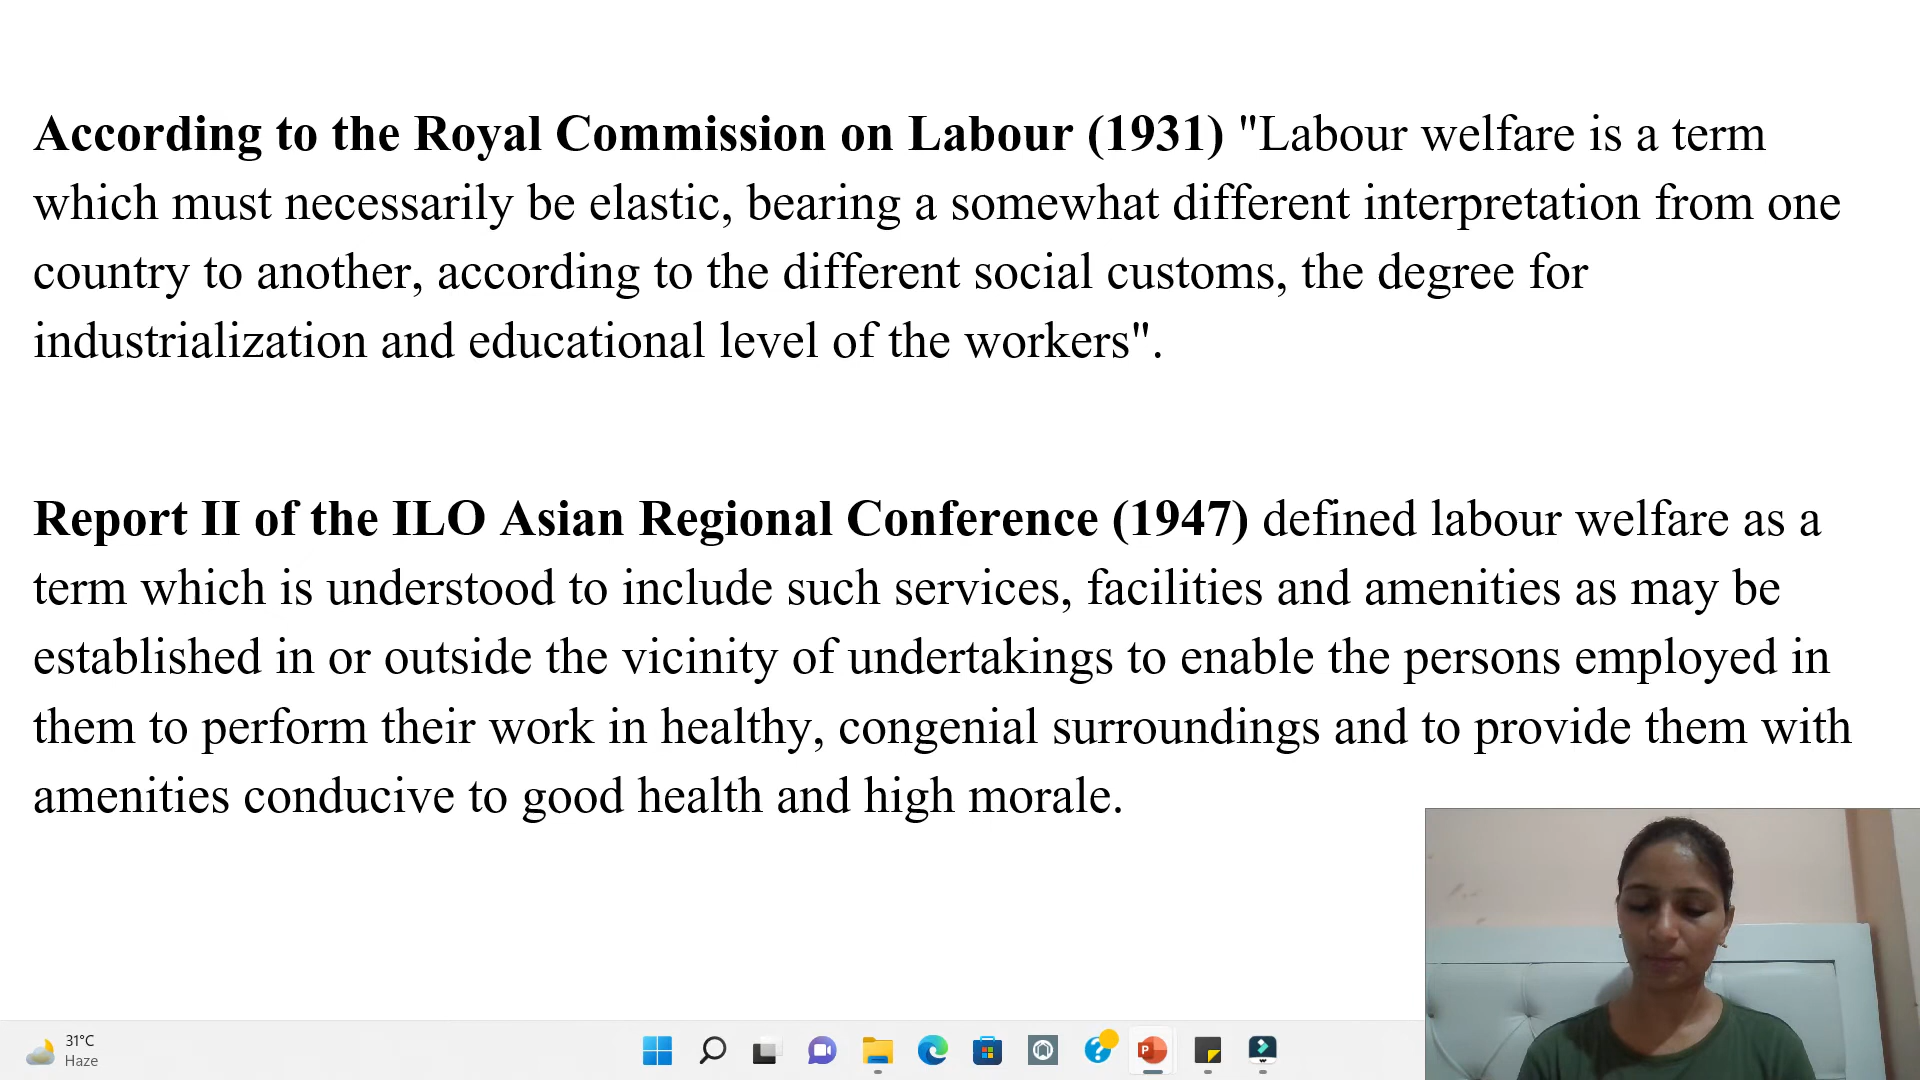 According to the Royal Commission on Labour (1931) "Labour welfare is a term
which must necessarily be elastic, bearing a somewhat different interpretation from one
country to another, according to the different social customs, the degree for
industrialization and educational level of the workers".
Report II of the ILO Asian Regional Conference (1947) defined labour welfare as a
term which is understood to include such services, facilities and amenities as may be
established in or outside the vicinity of undertakings to enable the persons employed in
them to perform their work in healthy, congenial surroundings and to provide them with
amenities conducive to good health and high morale.
31°C
Haze